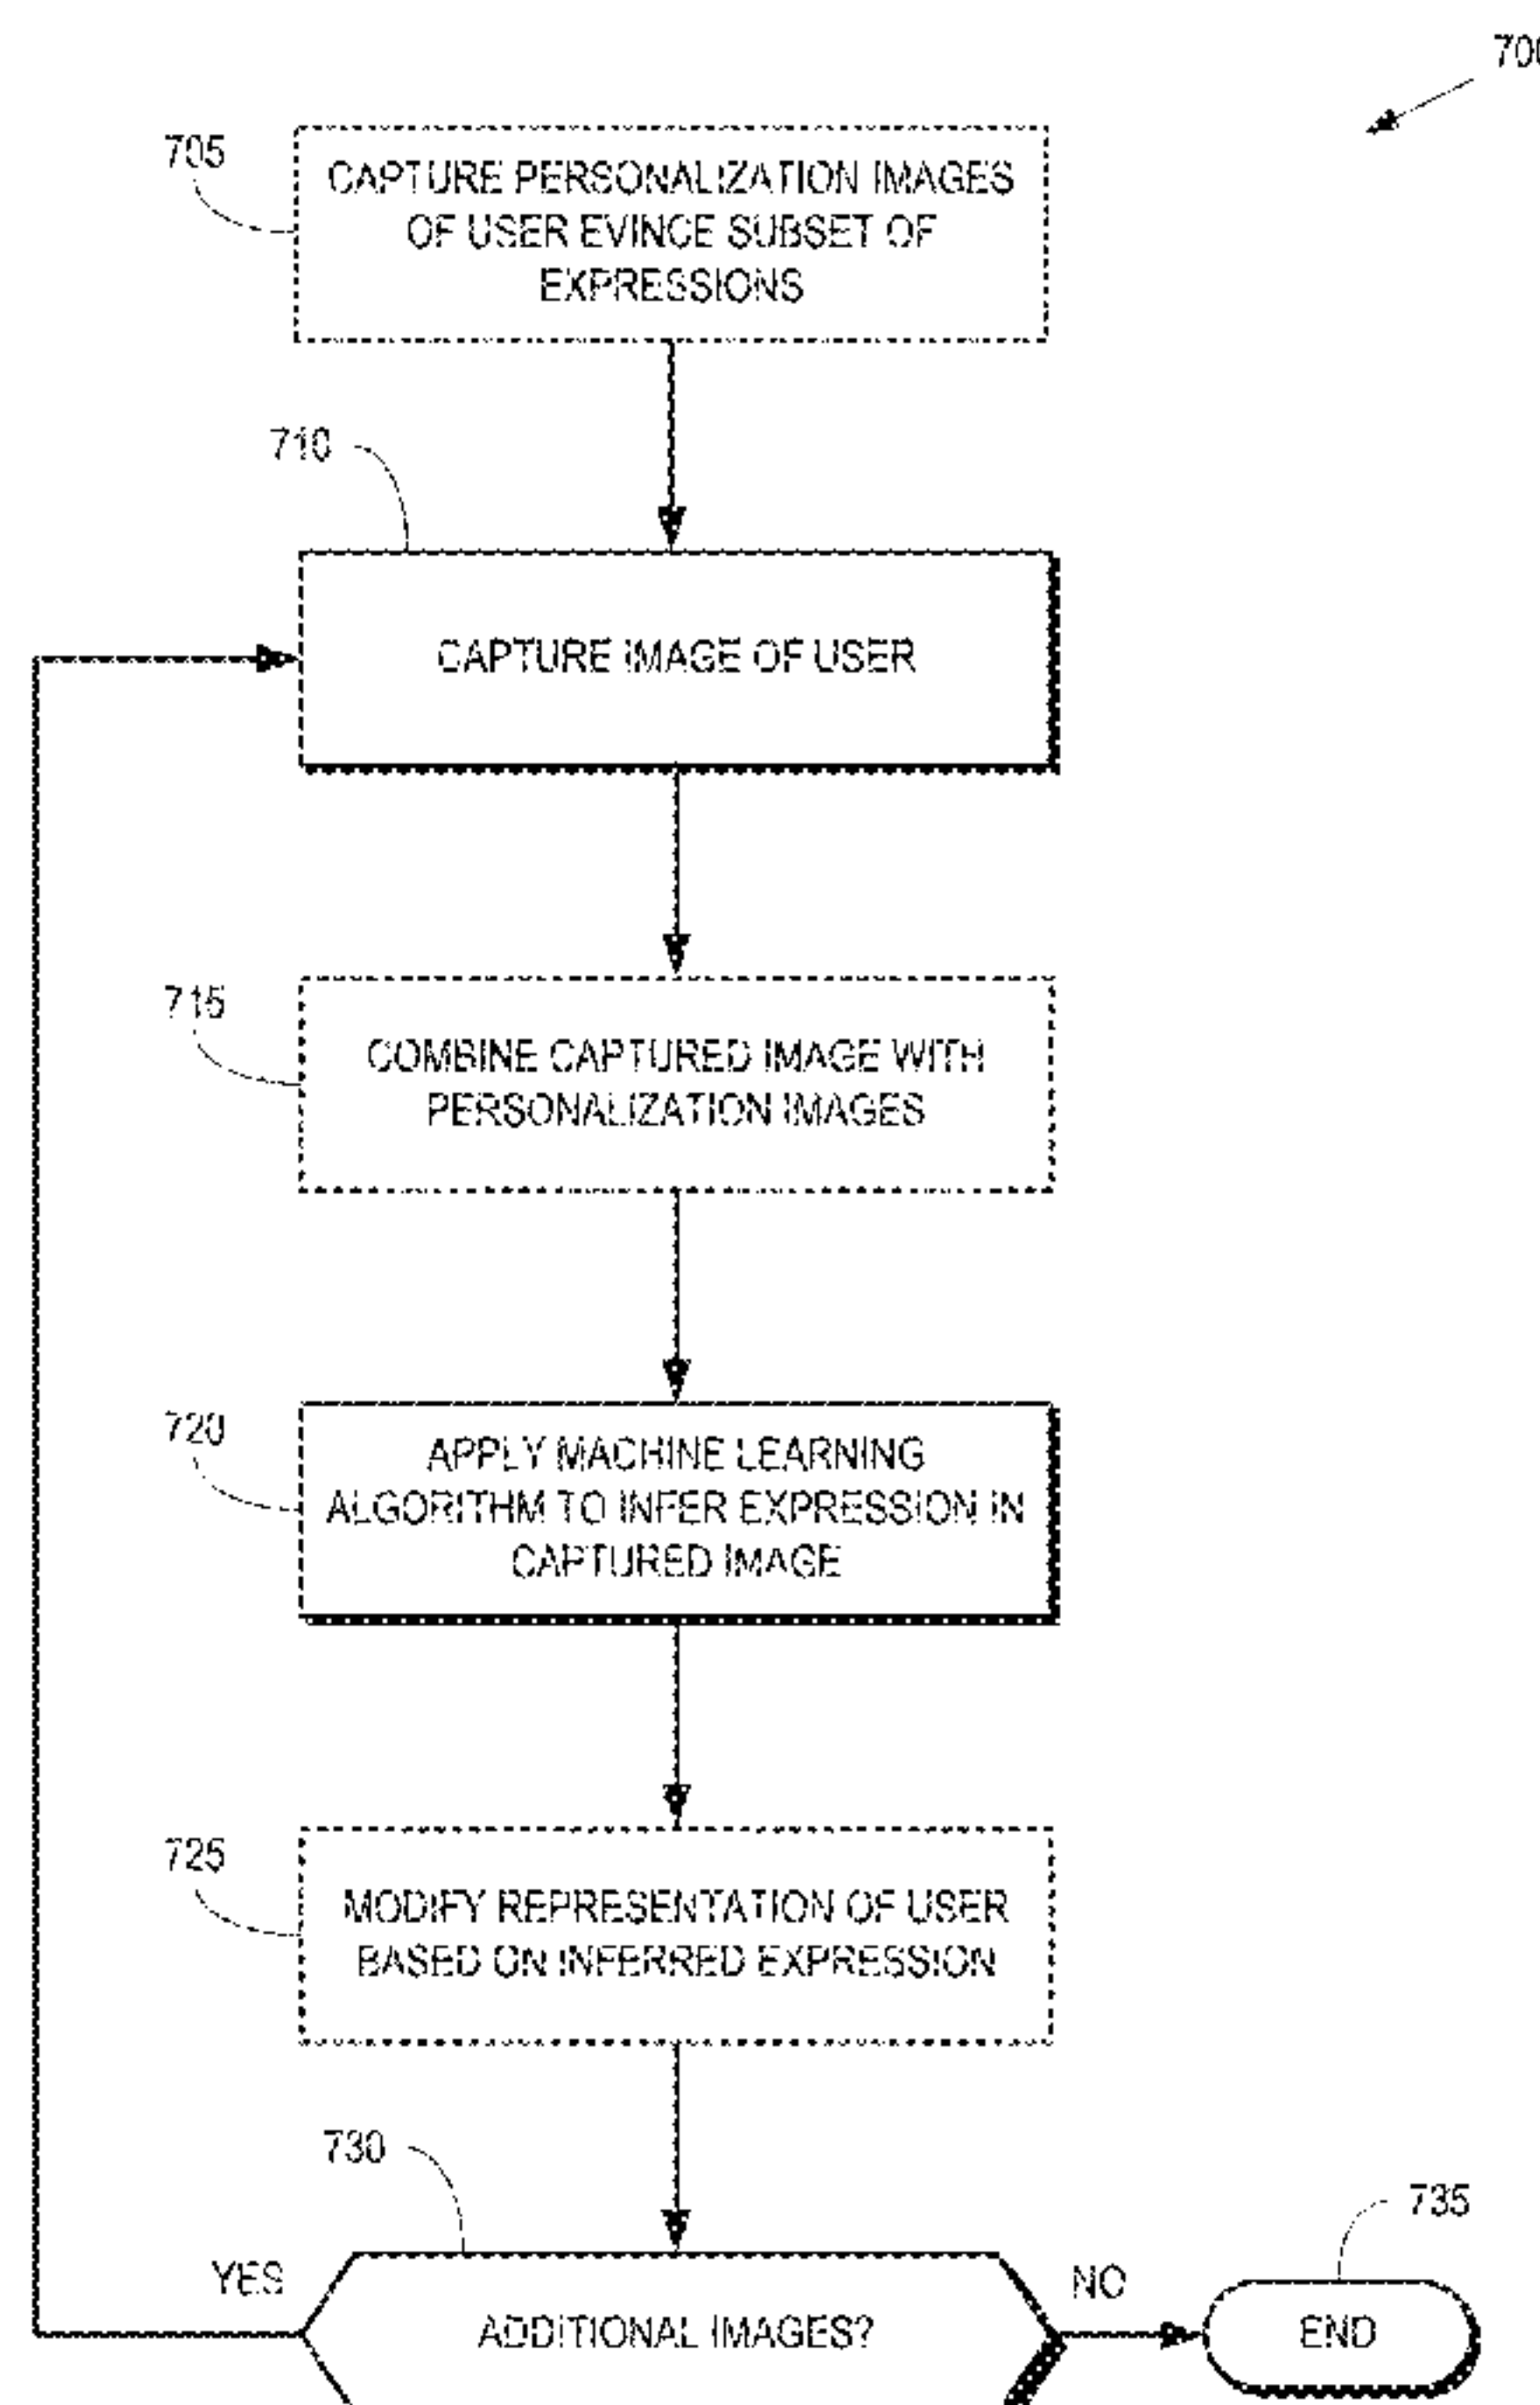 700
705
CAPTURE PERSONALIZATION IMAGES
OF USER EVINCE SUBSET OF
EXPRESSIONS
710
CAPTURE IMAGE OF USER
715
COMBINE CAPTURED IMAGE WITH
PERSONALIZATION IMAGES
720
APPLY MACHINE LEARNING
ALGORITHM TO INFER EXPRESSION IN
CAPTURED IMAGE
725
MODIFY REPRESENTATION OF USER
BASED ON INFERRED EXPRESSION
730
735
YES
NO
ADDITIONAL IMAGES?
END